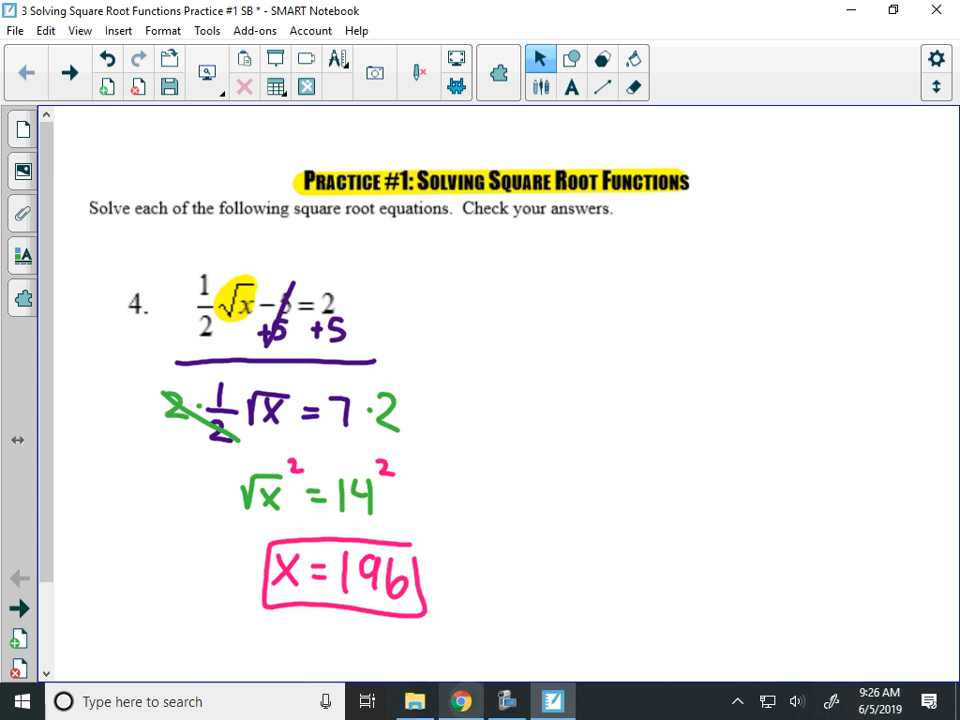 3 Solving Square Root Functions Practice #1 SB * - SMART Notebook
File Edit View Insert Format Tools Add-ons Account Help
PRACTICE #1: SOLVING SQUARE ROOT FUNCTIONS
Solve each of the following square root equations. Check your answers.
4. 1/2 √x − 5 = 2
+5 +5
2 · 1/2 √x = 7 · 2
√x ² = 14 ²
x = 196
Type here to search
9:26 AM
6/5/2019